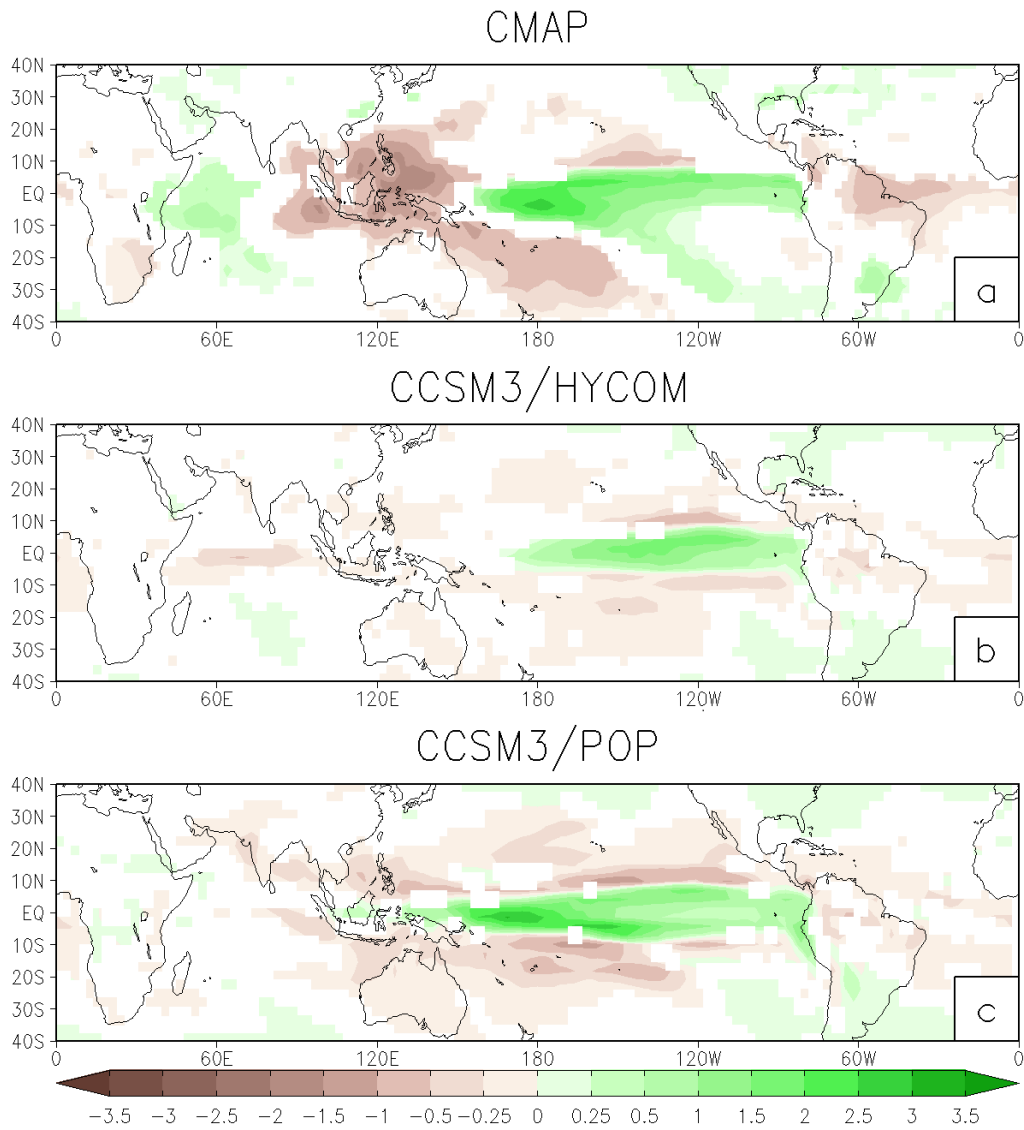 CMAP
40N
30N
20N
10N
EQ
10S
20S
30S
40S
a
0 60E 120E 180 120W 60W 0
CCSM3/HYCOM
40N
30N
20N
10N
EQ
10S
20S
30S
40S
b
0 60E 120E 180 120W 60W 0
CCSM3/POP
40N
30N
20N
10N
EQ
10S
20S
30S
40S
c
0 60E 120E 180 120W 60W 0
−3.5 −3 −2.5 −2 −1.5 −1 −0.5 −0.25 0 0.25 0.5 1 1.5 2 2.5 3 3.5